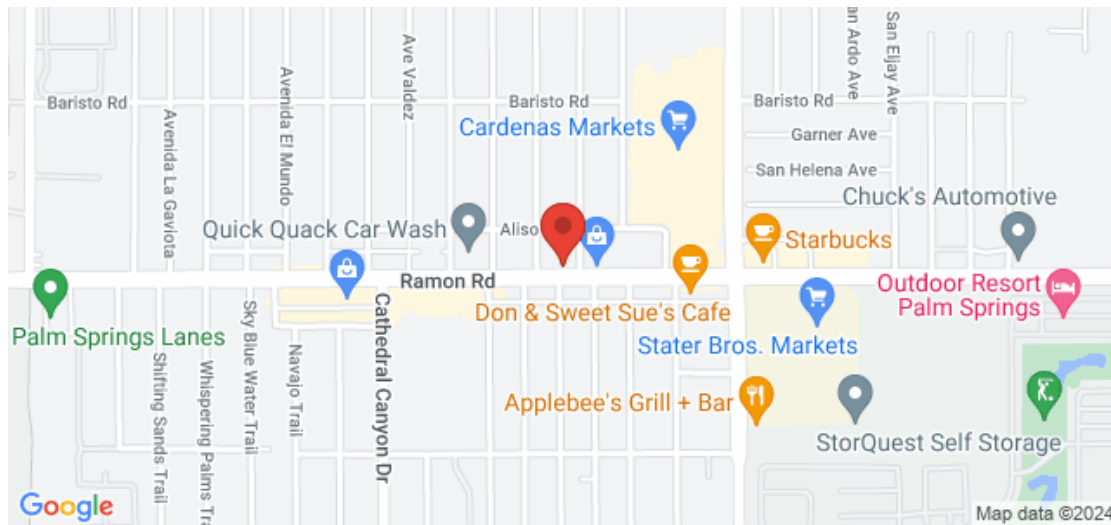 an Ardo Ave
San Eljay Ave
Ave Valdez
Avenida El Mundo
Avenida La Gaviota
Baristo Rd
Baristo Rd
Baristo Rd
Cardenas Markets
Garner Ave
San Helena Ave
Chuck's Automotive
Quick Quack Car Wash
Aliso
Starbucks
Ramon Rd
Outdoor Resort
Palm Springs
Don & Sweet Sue's Cafe
Palm Springs Lanes
Stater Bros. Markets
Sky Blue Water Trail
Cathedral Canyon Dr
Navajo Trail
Shifting Sands Trail
Whispering Palms Tra
Applebee's Grill + Bar
StorQuest Self Storage
Google
Map data ©2024